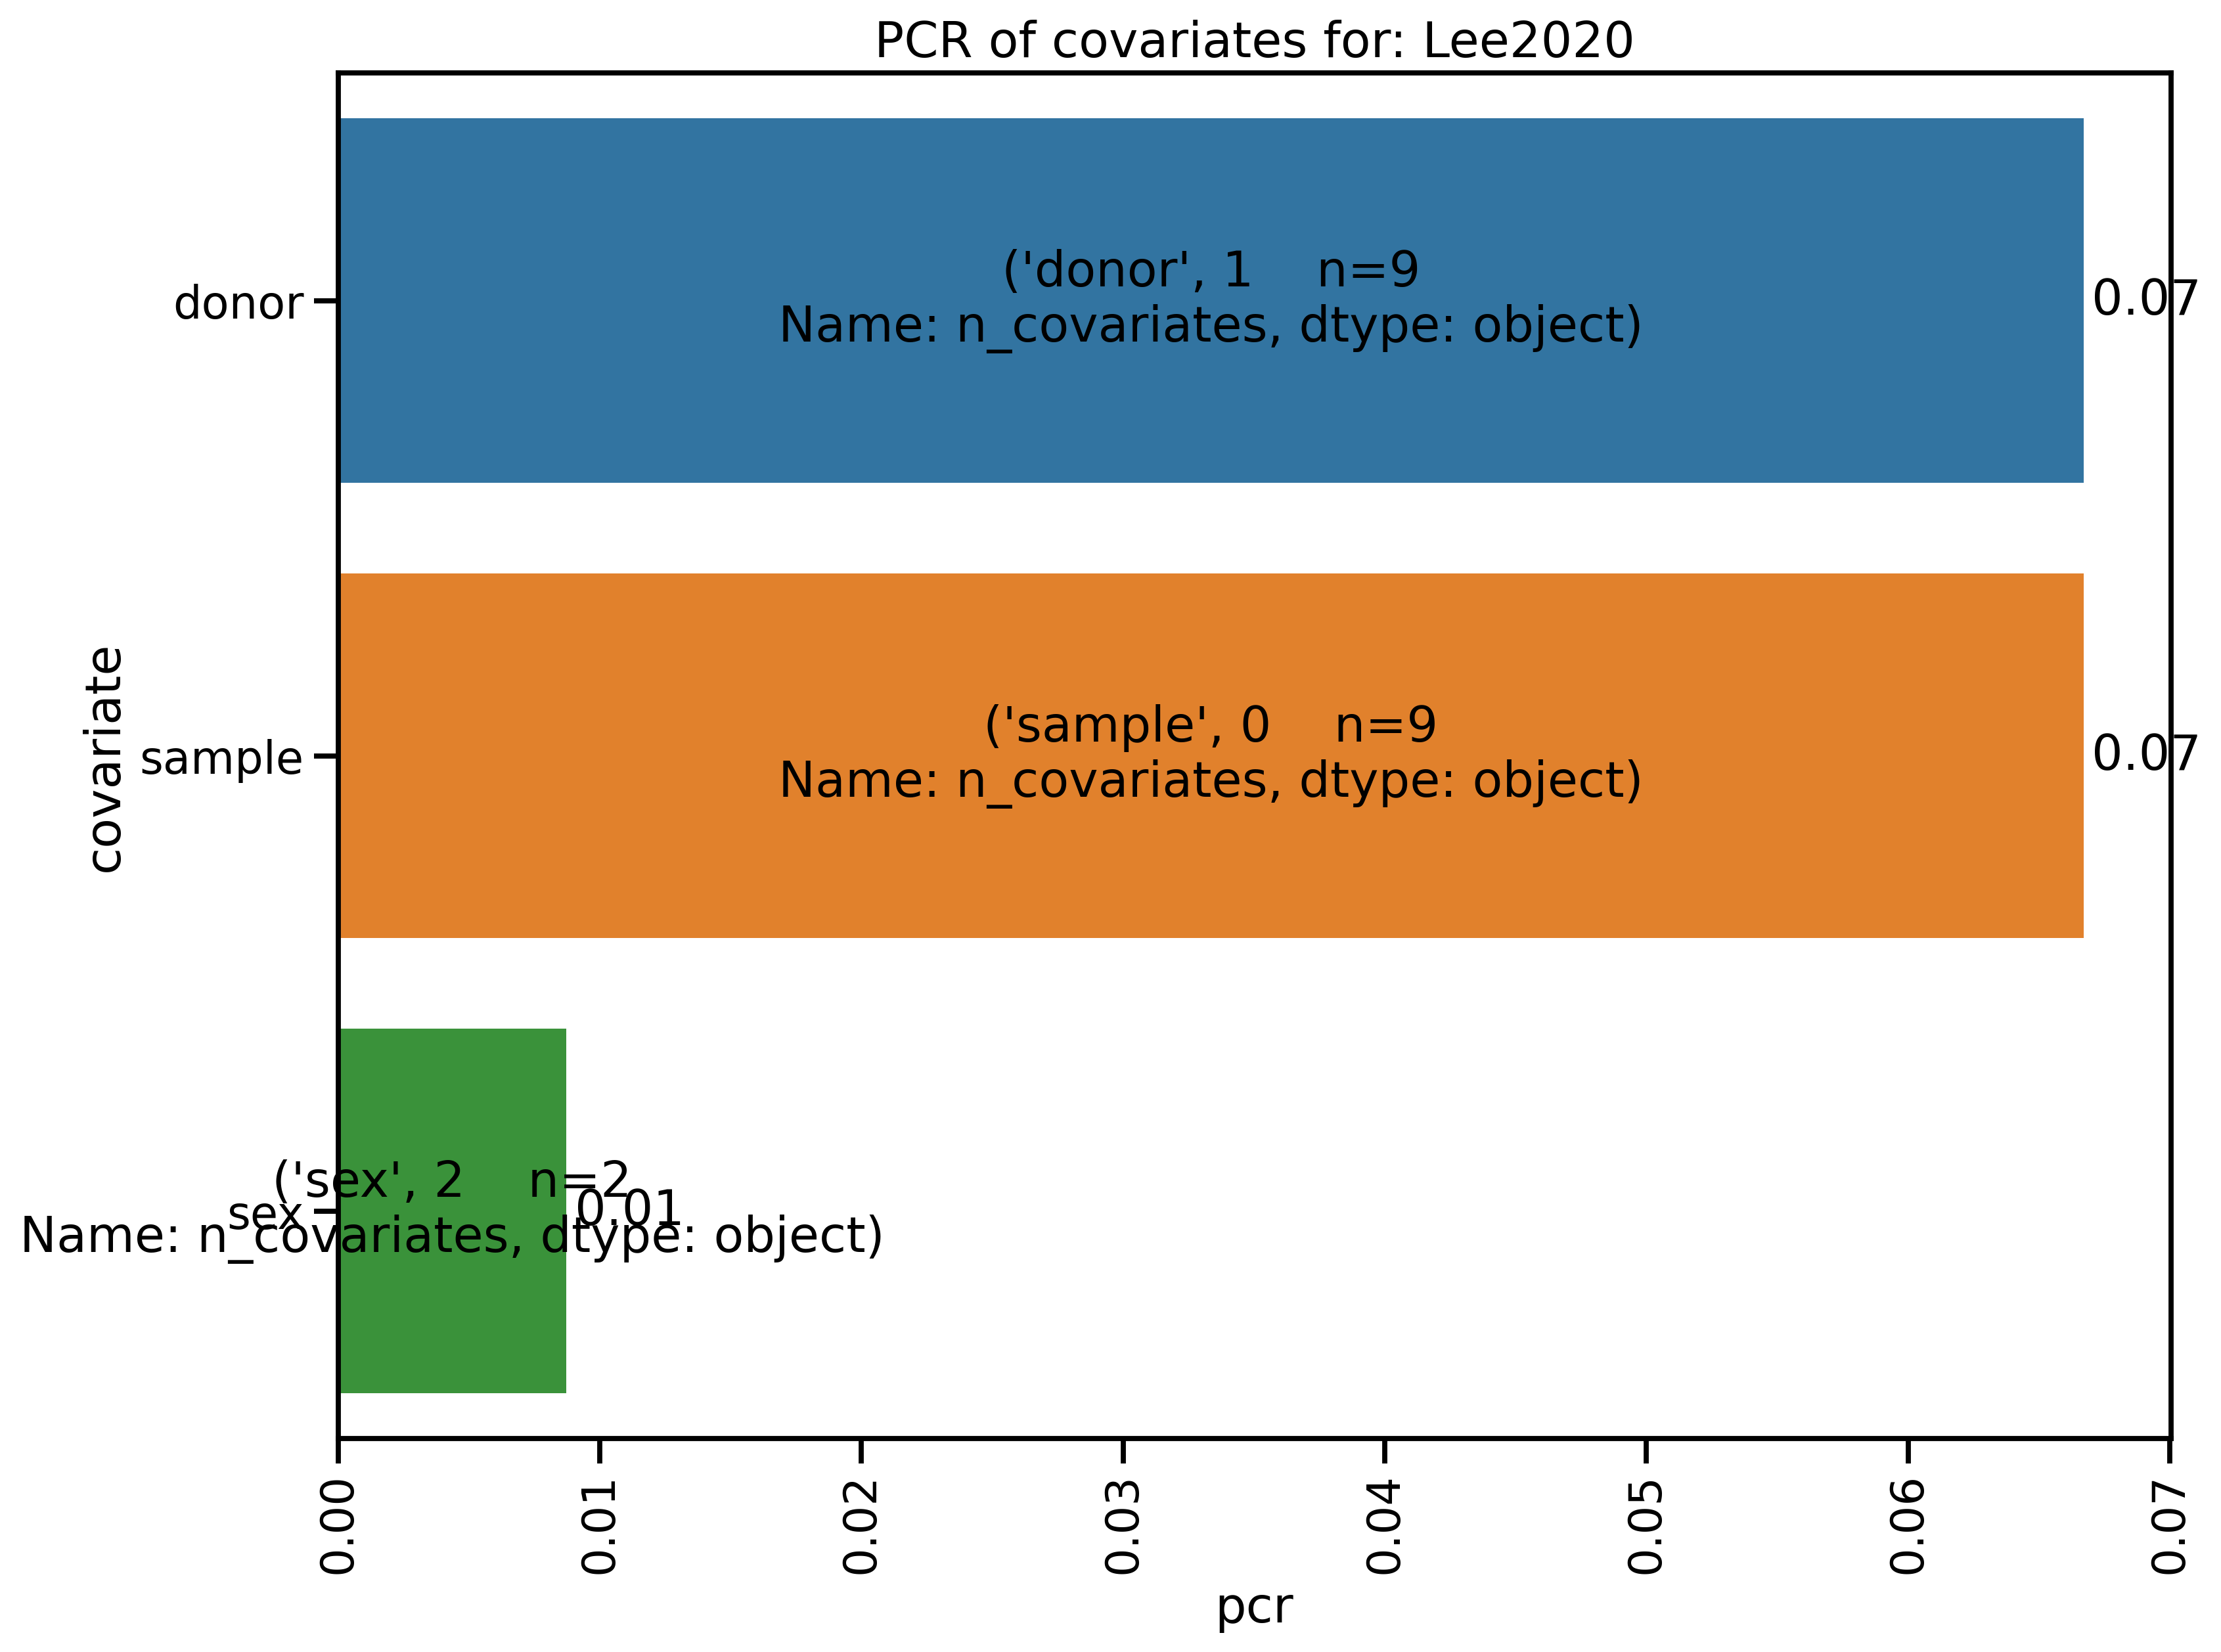 PCR of covariates for: Lee2020
donor
('donor', 1    n=9
Name: n_covariates, dtype: object)
0.07
sample
('sample', 0    n=9
Name: n_covariates, dtype: object)
0.07
sex
('sex', 2    n=2
Name: n_covariates, dtype: object)
0.01
covariate
0.00
0.01
0.02
0.03
0.04
0.05
0.06
0.07
pcr